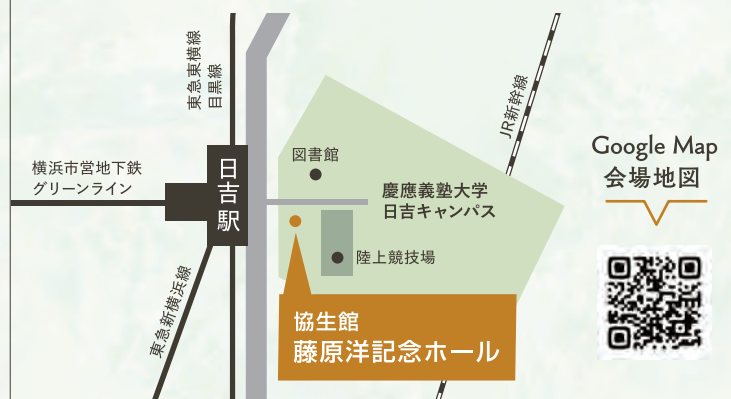 東急東横線
目黒線
JR新幹線
図書館
Google Map
会場地図
横浜市営地下鉄
グリーンライン
日吉駅
慶應義塾大学
日吉キャンパス
陸上競技場
東急新横浜線
協生館
藤原洋記念ホール